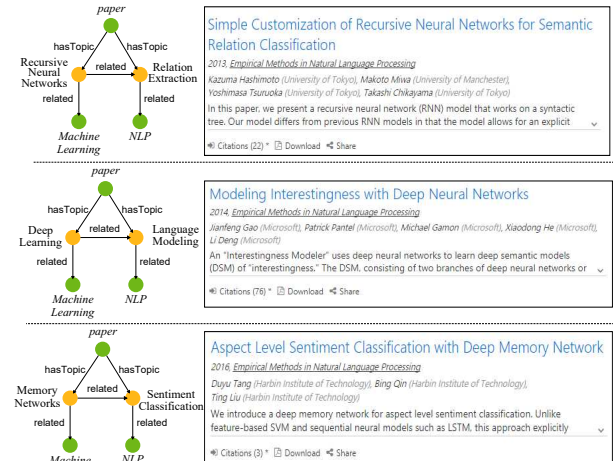 paper
hasTopic hasTopic
related
Recursive Neural Networks
Relation Extraction
related related
Machine Learning
NLP
Simple Customization of Recursive Neural Networks for Semantic
Relation Classification
2013, Empirical Methods in Natural Language Processing
Kazuma Hashimoto (University of Tokyo), Makoto Miwa (University of Manchester),
Yoshimasa Tsuruoka (University of Tokyo), Takashi Chikayama (University of Tokyo)
In this paper, we present a recursive neural network (RNN) model that works on a syntactic
tree. Our model differs from previous RNN models in that the model allows for an explicit
Citations (22) * Download Share
paper
hasTopic hasTopic
related
Deep Learning
Language Modeling
related related
Machine Learning
NLP
Modeling Interestingness with Deep Neural Networks
2014, Empirical Methods in Natural Language Processing
Jianfeng Gao (Microsoft), Patrick Pantel (Microsoft), Michael Gamon (Microsoft), Xiaodong He (Microsoft),
Li Deng (Microsoft)
An "Interestingness Modeler" uses deep neural networks to learn deep semantic models
(DSM) of "interestingness." The DSM, consisting of two branches of deep neural networks or
Citations (76) * Download Share
paper
hasTopic hasTopic
related
Memory Networks
Sentiment Classification
related related
Machine
NLP
Aspect Level Sentiment Classification with Deep Memory Network
2016, Empirical Methods in Natural Language Processing
Duyu Tang (Harbin Institute of Technology), Bing Qin (Harbin Institute of Technology),
Ting Liu (Harbin Institute of Technology)
We introduce a deep memory network for aspect level sentiment classification. Unlike
feature-based SVM and sequential neural models such as LSTM, this approach explicitly
Citations (3) * Download Share